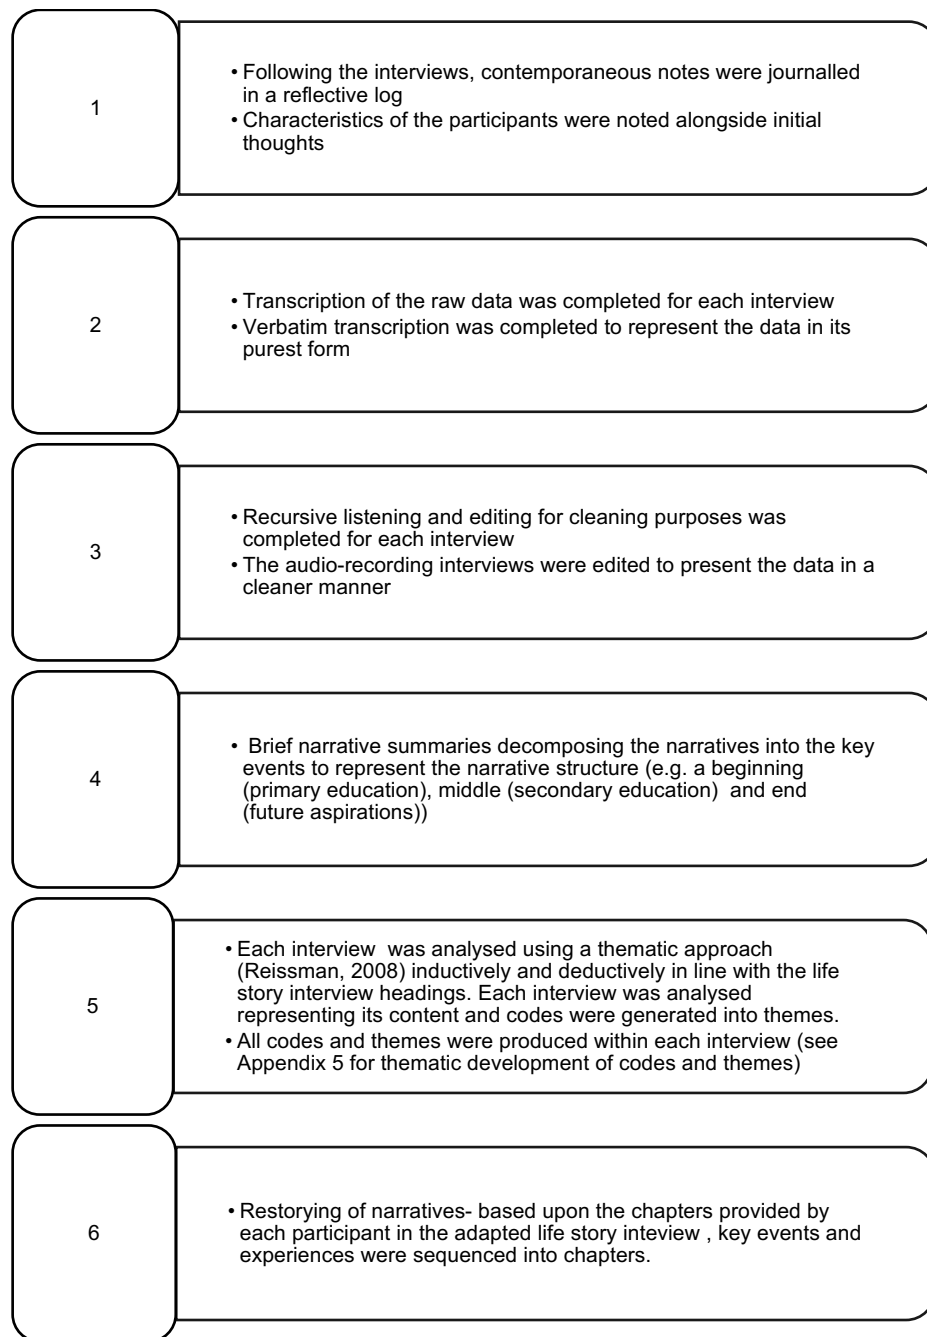 1
• Following the interviews, contemporaneous notes were journalled
in a reflective log
• Characteristics of the participants were noted alongside initial
thoughts
2
• Transcription of the raw data was completed for each interview
• Verbatim transcription was completed to represent the data in its
purest form
3
• Recursive listening and editing for cleaning purposes was
completed for each interview
• The audio-recording interviews were edited to present the data in a
cleaner manner
4
• Brief narrative summaries decomposing the narratives into the key
events to represent the narrative structure (e.g. a beginning
(primary education), middle (secondary education) and end
(future aspirations))
5
• Each interview was analysed using a thematic approach
(Reissman, 2008) inductively and deductively in line with the life
story interview headings. Each interview was analysed
representing its content and codes were generated into themes.
• All codes and themes were produced within each interview (see
Appendix 5 for thematic development of codes and themes)
6
• Restorying of narratives- based upon the chapters provided by
each participant in the adapted life story inteview , key events and
experiences were sequenced into chapters.